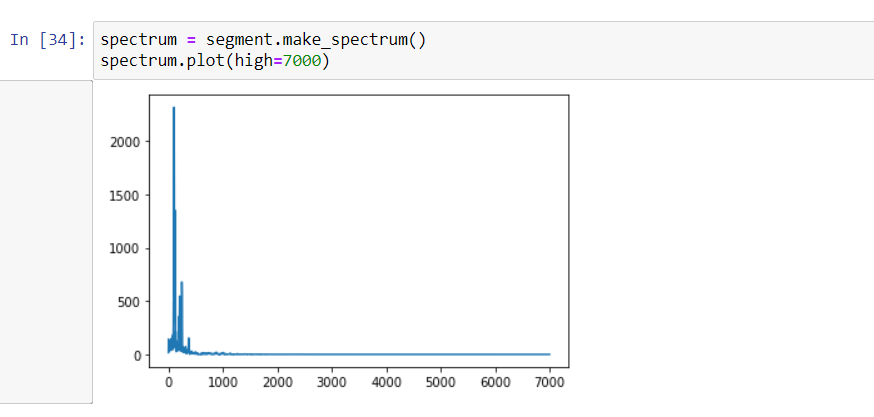 In [34]: spectrum = segment.make_spectrum()
spectrum.plot(high=7000)
2000
1500
1000
500
0
0 1000 2000 3000 4000 5000 6000 7000